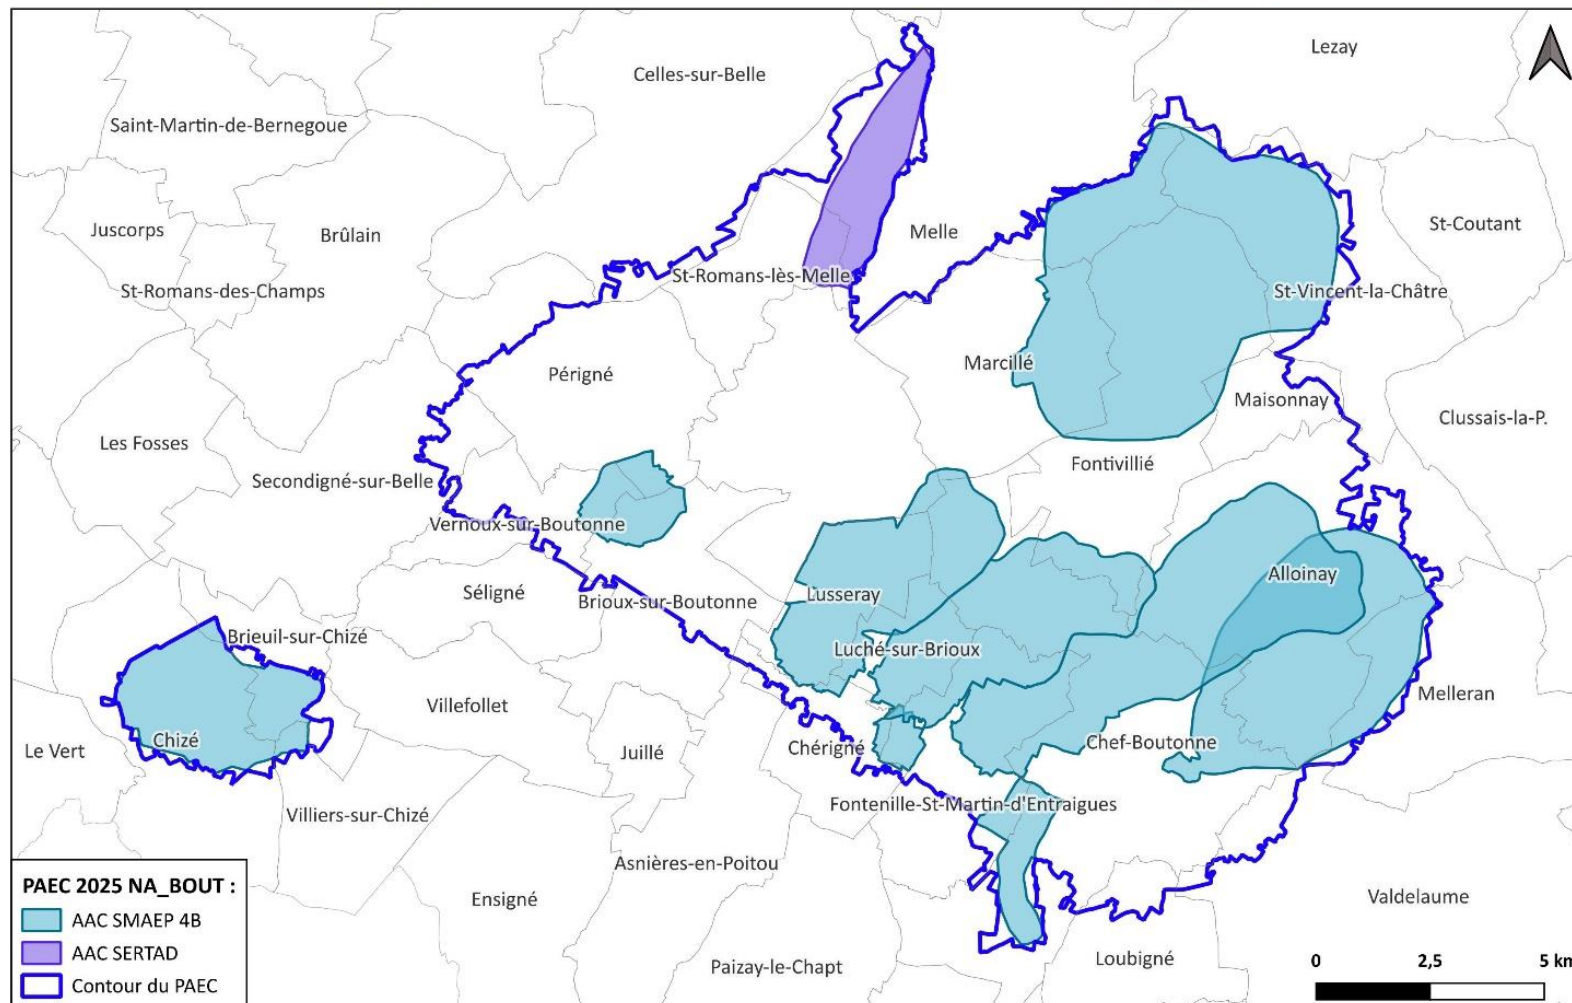 Lezay
Celles-sur-Belle
Saint-Martin-de-Bernegoue
St-Coutant
Juscorps
Brûlain
Melle
St-Romans-lès-Melle
St-Romans-des-Champs
St-Vincent-la-Châtre
Marcillé
Périgné
Maisonnay
Clussais-la-P.
Les Fosses
Fontivillié
Secondigné-sur-Belle
Vernoux-sur-Boutonne
Alloinay
Séligné
Brioux-sur-Boutonne
Lusseray
Brieuil-sur-Chizé
Luché-sur-Brioux
Melleran
Villefollet
Chizé
Le Vert
Juillé
Chérigné
Chef-Boutonne
Fontenille-St-Martin-d'Entraigues
Villiers-sur-Chizé
Asnières-en-Poitou
Ensigné
Valdelaume
Paizay-le-Chapt
Loubigné
PAEC 2025 NA_BOUT :
AAC SMAEP 4B
AAC SERTAD
Contour du PAEC
0 2,5 5 km